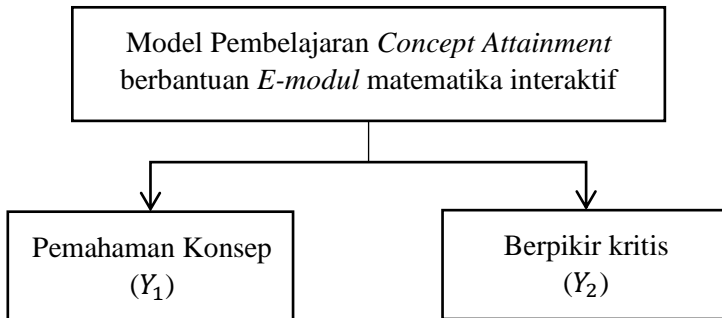 Model Pembelajaran Concept Attainment
berbantuan E-modul matematika interaktif
Pemahaman Konsep
(Y₁)
Berpikir kritis
(Y₂)